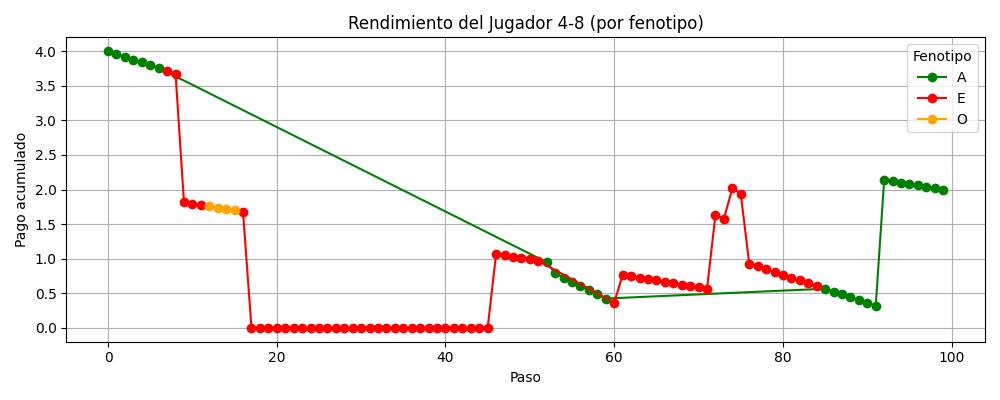 Rendimiento del Jugador 4-8 (por fenotipo)
Pago acumulado
4.0
3.5
3.0
2.5
2.0
1.5
1.0
0.5
0.0
Fenotipo
A
E
O
0
20
40
60
80
100
Paso